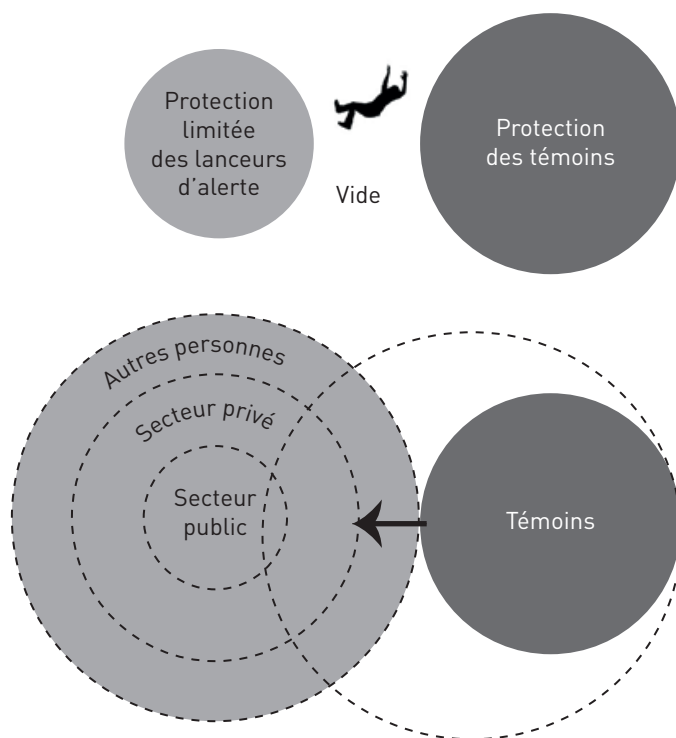 Protection
limitée
des lanceurs
d’alerte
Vide
Protection
des témoins
Autres personnes
Secteur privé
Secteur
public
Témoins